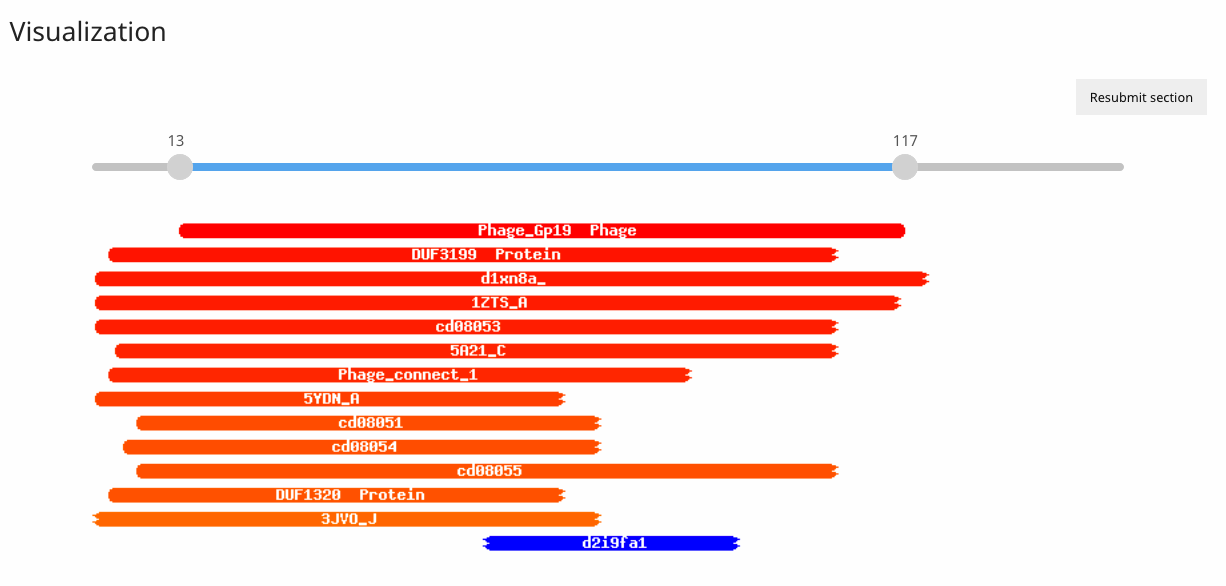 Visualization
Resubmit section
13 117
Phage_Gp19 Phage
DUF3199 Protein
d1xn8a_
1ZTS_A
cd08053
5A21_C
Phage_connect_1
5YDN_A
cd08051
cd08054
cd08055
DUF1320 Protein
3JVO_J
d2i9fa1